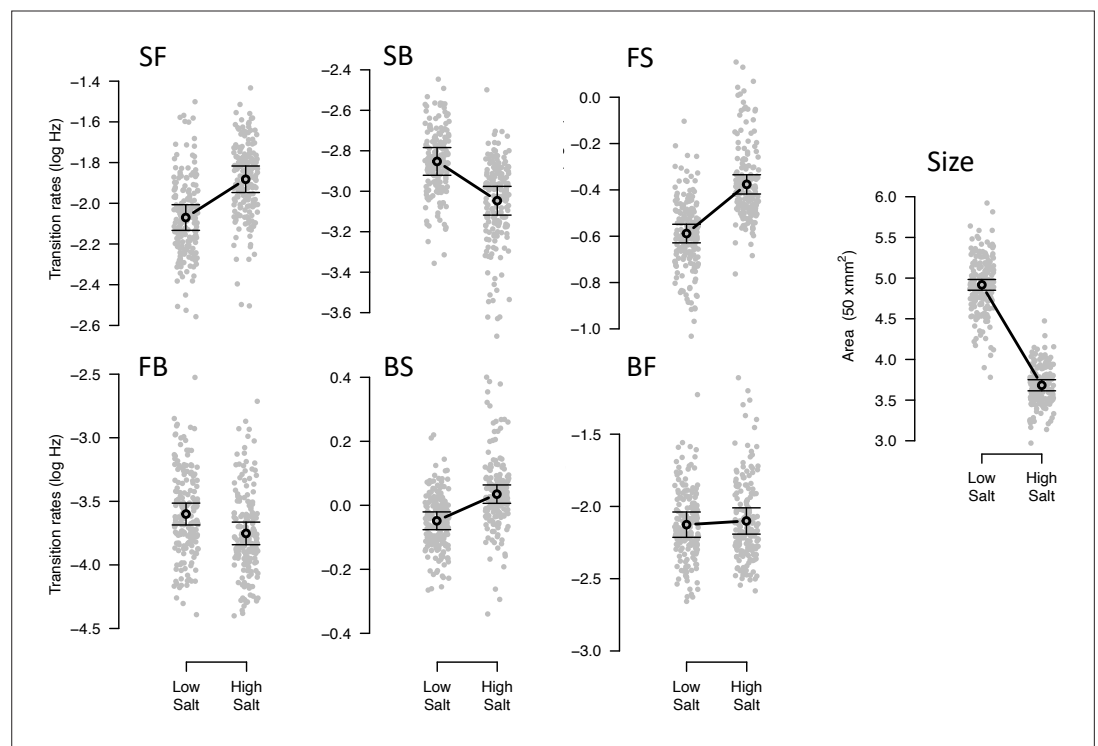 SF
Transition rates (log Hz)
−1.4
−1.6
−1.8
−2.0
−2.2
−2.4
−2.6
SB
−2.4
−2.6
−2.8
−3.0
−3.2
−3.4
−3.6
FS
0.0
−0.2
−0.4
−0.6
−0.8
−1.0
Size
Area (50 xmm²)
6.0
5.5
5.0
4.5
4.0
3.5
3.0
Low
Salt
High
Salt
FB
Transition rates (log Hz)
−2.5
−3.0
−3.5
−4.0
−4.5
Low
Salt
High
Salt
BS
0.4
0.2
0.0
−0.2
−0.4
Low
Salt
High
Salt
BF
−1.5
−2.0
−2.5
−3.0
Low
Salt
High
Salt